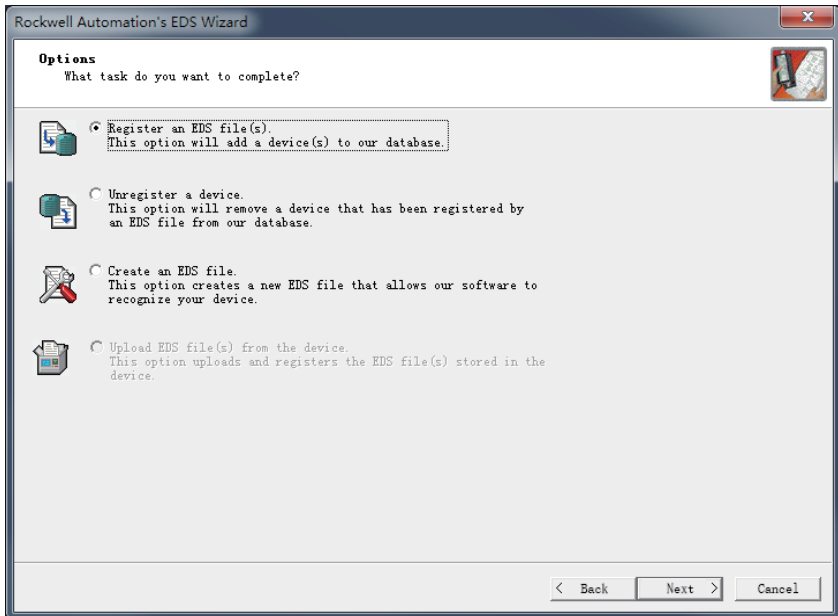 Rockwell Automation's EDS Wizard
Options
What task do you want to complete?
Register an EDS file(s).
This option will add a device(s) to our database.
Unregister a device.
This option will remove a device that has been registered by
an EDS file from our database.
Create an EDS file.
This option creates a new EDS file that allows our software to
recognize your device.
Upload EDS file(s) from the device.
This option uploads and registers the EDS file(s) stored in the
device.
< Back Next > Cancel